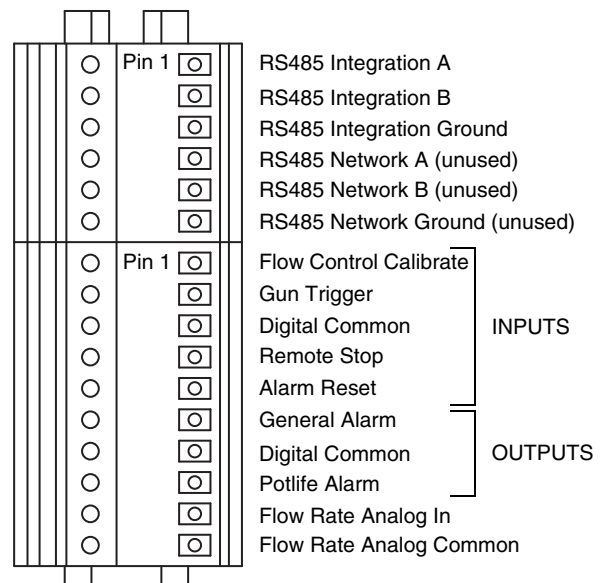 Pin 1 RS485 Integration A
RS485 Integration B
RS485 Integration Ground
RS485 Network A (unused)
RS485 Network B (unused)
RS485 Network Ground (unused)
Pin 1 Flow Control Calibrate
Gun Trigger
Digital Common INPUTS
Remote Stop
Alarm Reset
General Alarm
Digital Common OUTPUTS
Potlife Alarm
Flow Rate Analog In
Flow Rate Analog Common